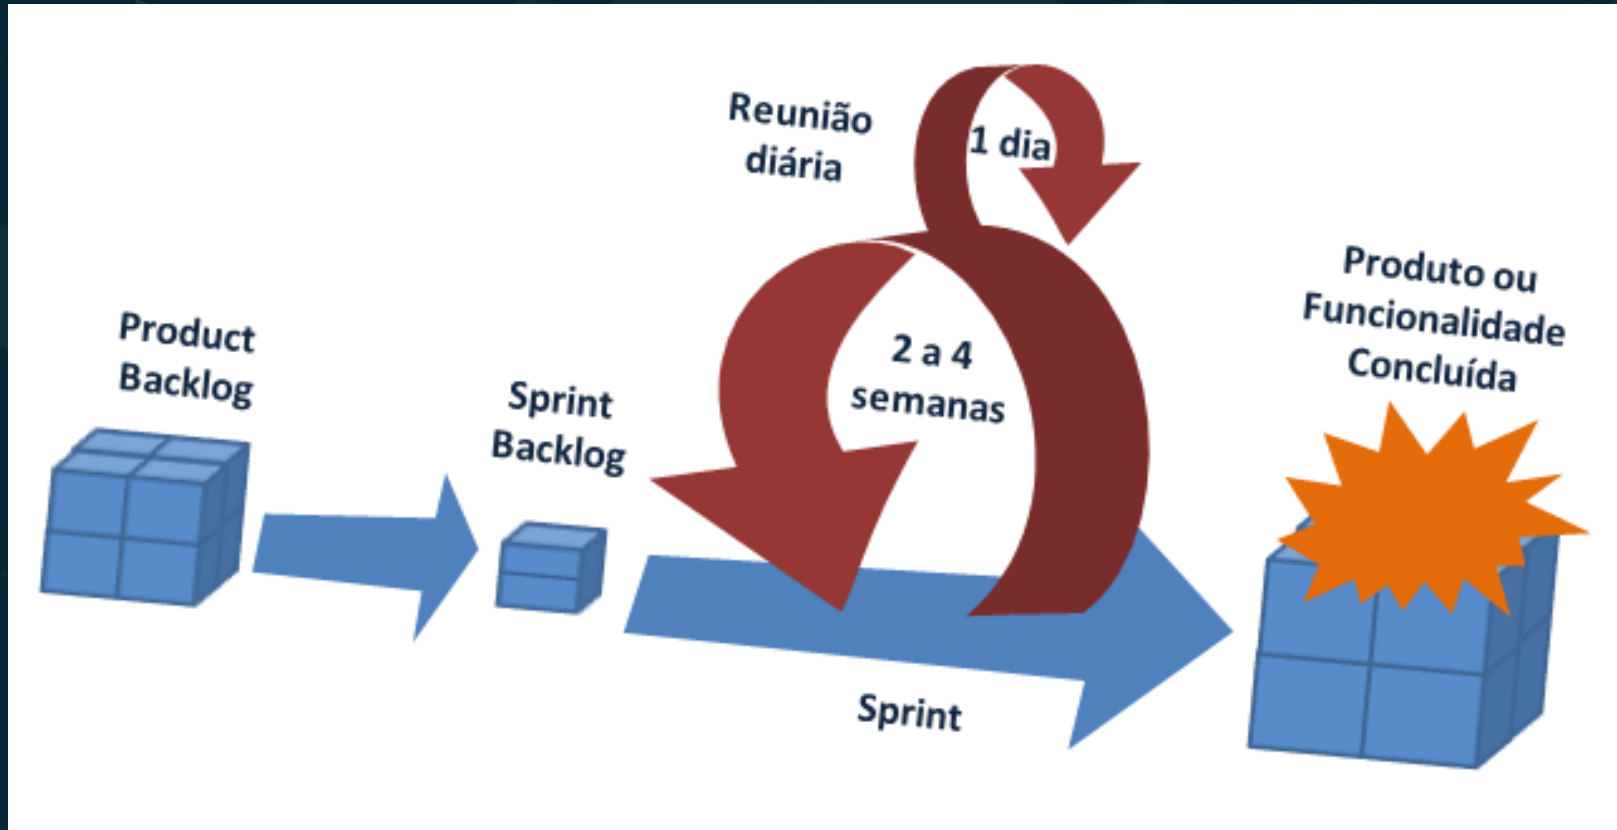 Product
Backlog
Sprint
Backlog
Reunião
diária
1 dia
2 a 4
semanas
Sprint
Produto ou
Funcionalidade
Concluída